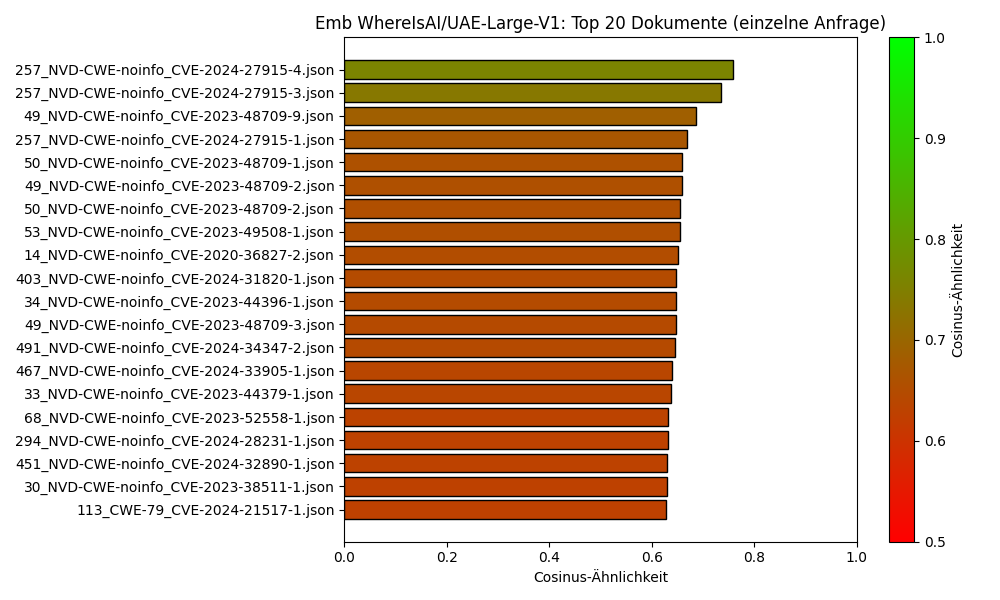 Emb WhereIsAI/UAE-Large-V1: Top 20 Dokumente (einzelne Anfrage)
257_NVD-CWE-noinfo_CVE-2024-27915-4.json
257_NVD-CWE-noinfo_CVE-2024-27915-3.json
49_NVD-CWE-noinfo_CVE-2023-48709-9.json
257_NVD-CWE-noinfo_CVE-2024-27915-1.json
50_NVD-CWE-noinfo_CVE-2023-48709-1.json
49_NVD-CWE-noinfo_CVE-2023-48709-2.json
50_NVD-CWE-noinfo_CVE-2023-48709-2.json
53_NVD-CWE-noinfo_CVE-2023-49508-1.json
14_NVD-CWE-noinfo_CVE-2020-36827-2.json
403_NVD-CWE-noinfo_CVE-2024-31820-1.json
34_NVD-CWE-noinfo_CVE-2023-44396-1.json
49_NVD-CWE-noinfo_CVE-2023-48709-3.json
491_NVD-CWE-noinfo_CVE-2024-34347-2.json
467_NVD-CWE-noinfo_CVE-2024-33905-1.json
33_NVD-CWE-noinfo_CVE-2023-44379-1.json
68_NVD-CWE-noinfo_CVE-2023-52558-1.json
294_NVD-CWE-noinfo_CVE-2024-28231-1.json
451_NVD-CWE-noinfo_CVE-2024-32890-1.json
30_NVD-CWE-noinfo_CVE-2023-38511-1.json
113_CWE-79_CVE-2024-21517-1.json
0.0 0.2 0.4 0.6 0.8 1.0
Cosinus-Ähnlichkeit
1.0
0.9
0.8
0.7
0.6
0.5
Cosinus-Ähnlichkeit